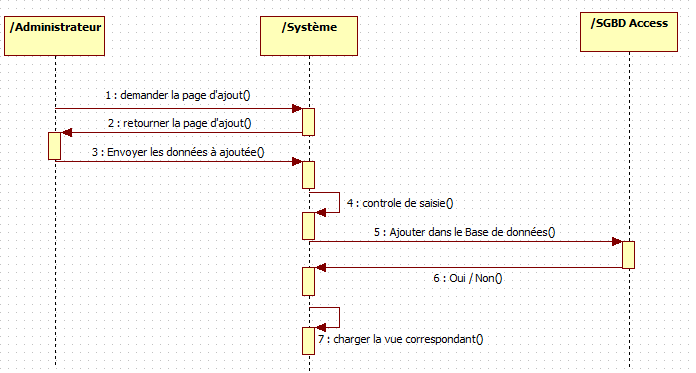 /Administrateur
/Système
/SGBD Access
1 : demander la page d'ajout()
2 : retourner la page d'ajout()
3 : Envoyer les données à ajoutée()
4 : controle de saisie()
5 : Ajouter dans le Base de données()
6 : Oui / Non()
7 : charger la vue correspondant()